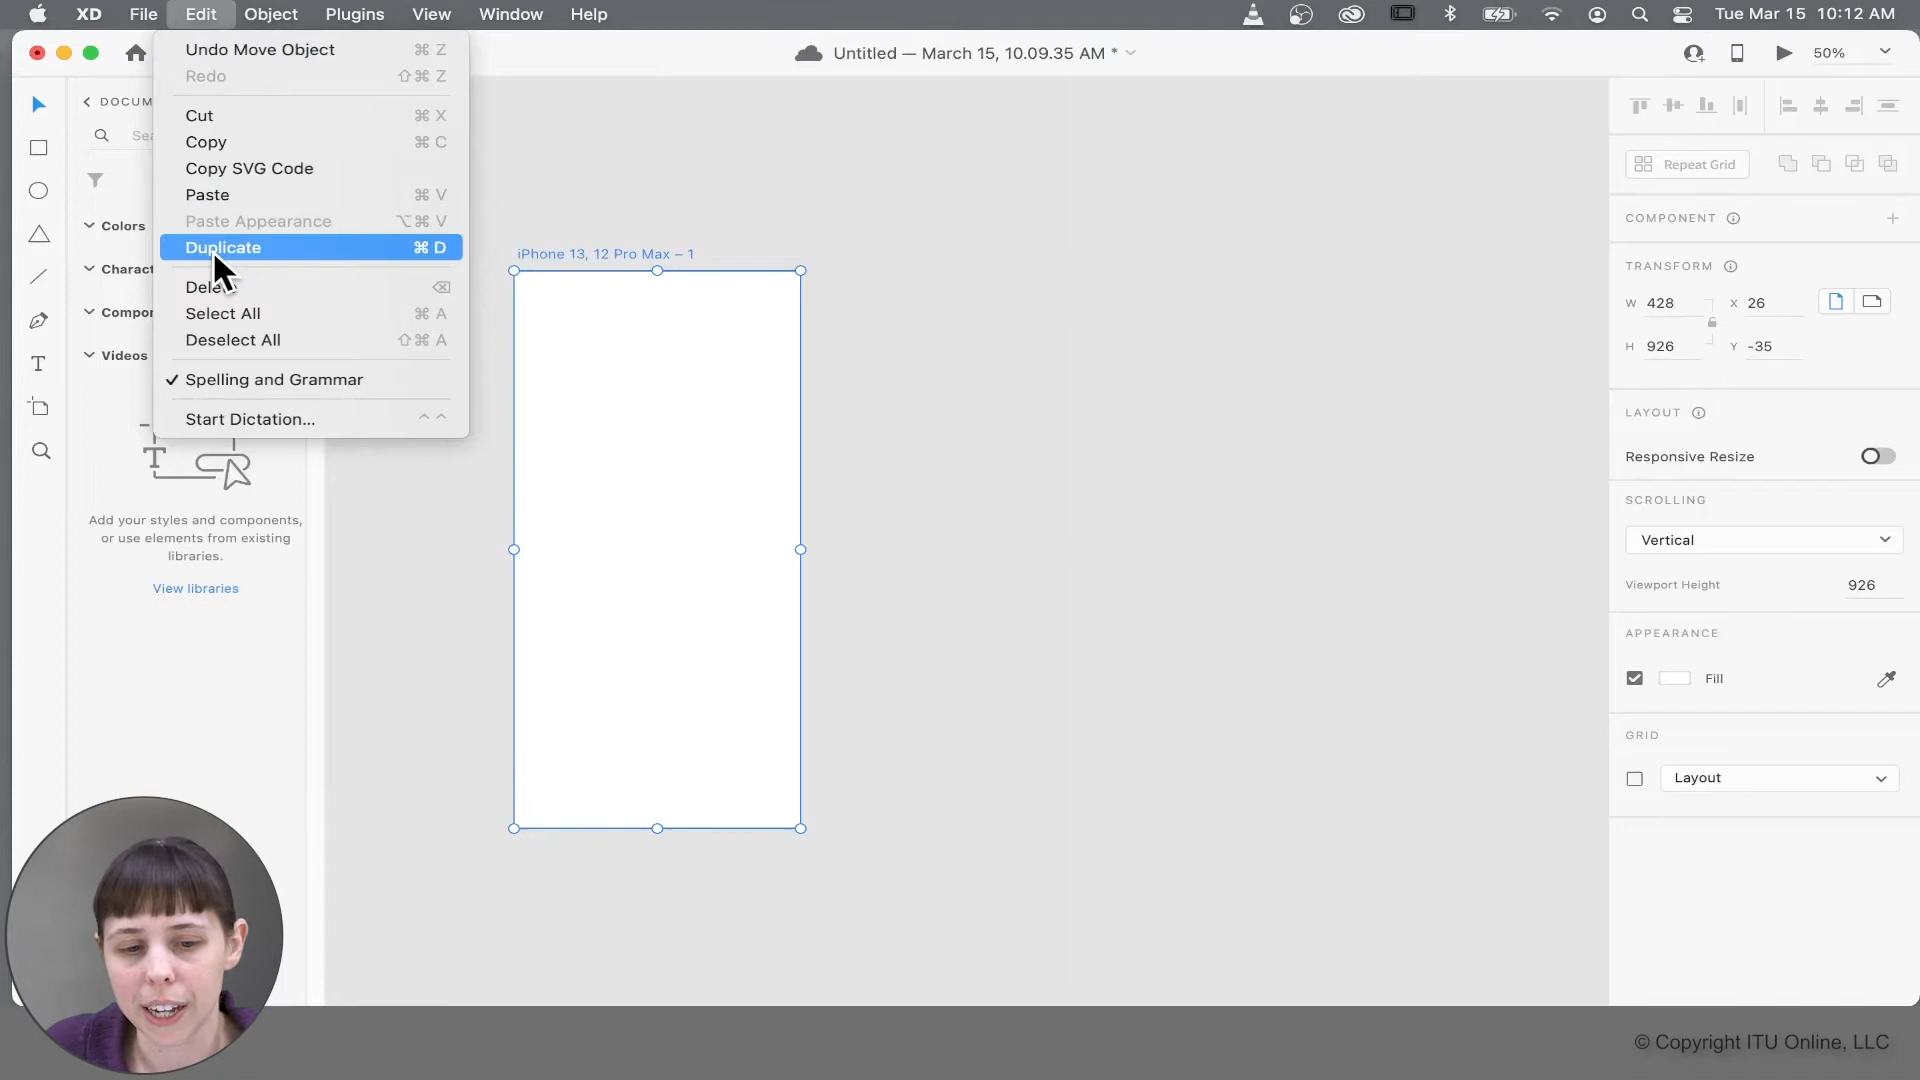 XD File Edit Object Plugins View Window Help Tue Mar 15 10:12 AM
Untitled — March 15, 10.09.35 AM * 50%
Undo Move Object ⌘ Z
Redo ⇧⌘ Z
Cut ⌘ X
Copy ⌘ C
Copy SVG Code
Paste ⌘ V
Paste Appearance ⌥⌘ V
Duplicate ⌘ D
Select All ⌘ A
Deselect All ⇧⌘ A
✓ Spelling and Grammar
Start Dictation...
Colors
Videos
Add your styles and components,
or use elements from existing
libraries.
View libraries
iPhone 13, 12 Pro Max – 1
Repeat Grid
COMPONENT
TRANSFORM
W 428 X 26
H 926 Y -35
LAYOUT
Responsive Resize
SCROLLING
Vertical
Viewport Height 926
APPEARANCE
Fill
GRID
Layout
© Copyright ITU Online, LLC